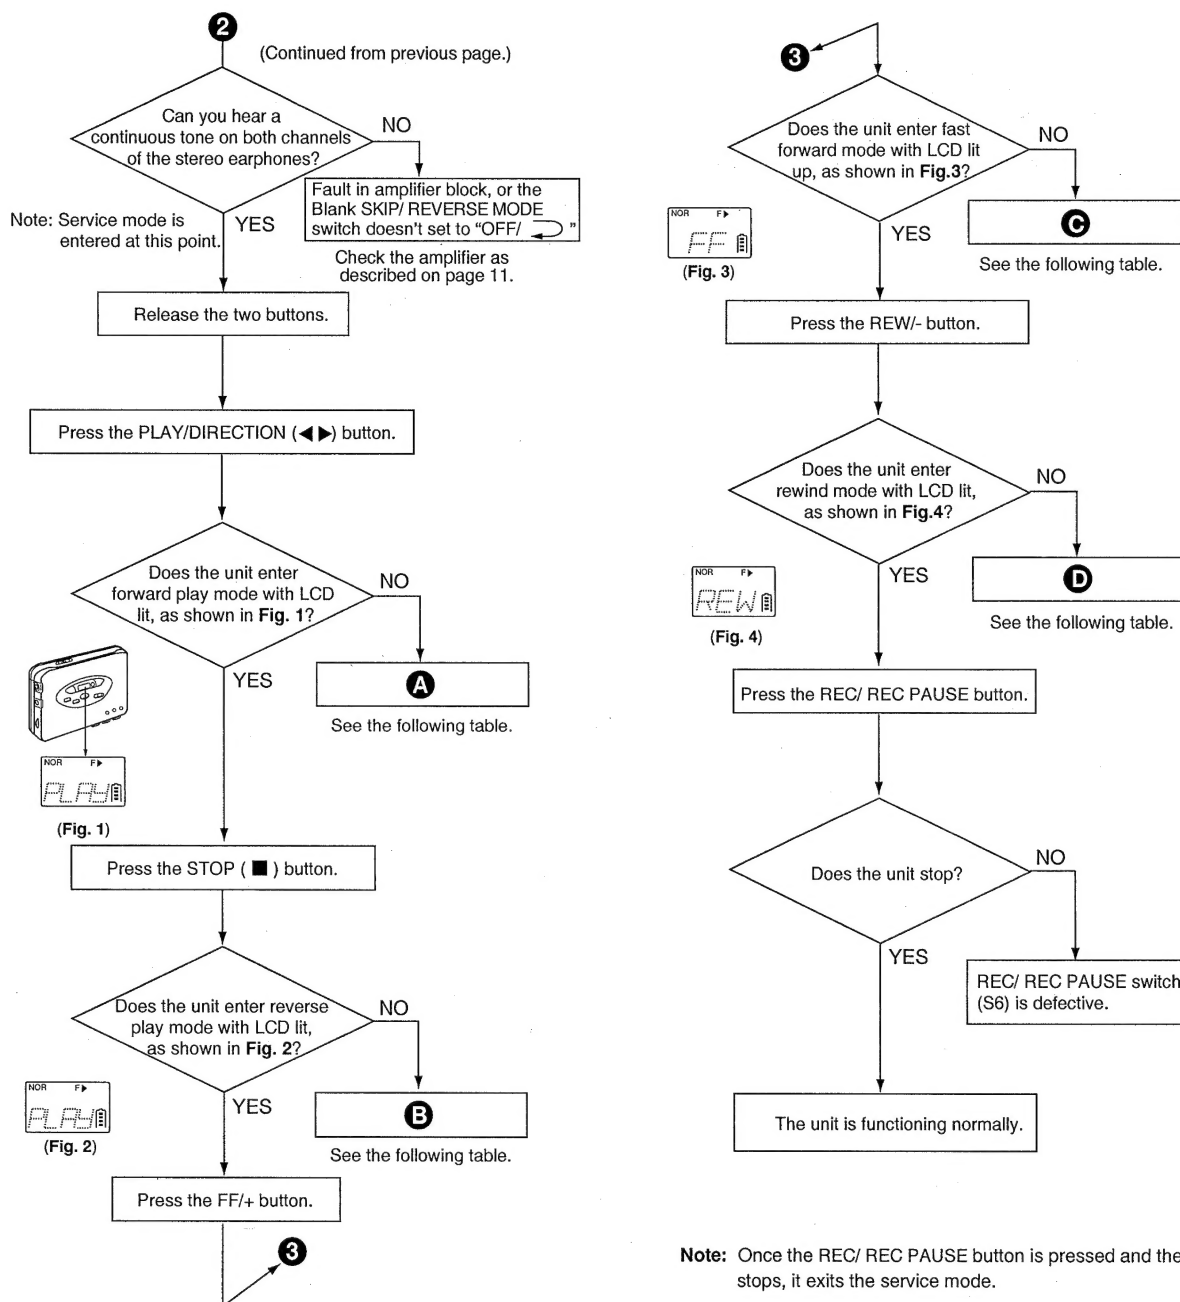 2
(Continued from previous page.)
Can you hear a
continuous tone on both channels
of the stereo earphones?
NO
Fault in amplifier block, or the
Blank SKIP/ REVERSE MODE
switch doesn't set to “OFF/ ”
Check the amplifier as
described on page 11.
Note: Service mode is
entered at this point.
YES
Release the two buttons.
Press the PLAY/DIRECTION (◀ ▶) button.
Does the unit enter
forward play mode with LCD
lit, as shown in Fig. 1?
NO
YES
A
See the following table.
NOR F▶
PLAY
(Fig. 1)
Press the STOP ( ■ ) button.
Does the unit enter reverse
play mode with LCD lit,
as shown in Fig. 2?
NO
YES
B
See the following table.
NOR F▶
PLAY
(Fig. 2)
Press the FF/+ button.
3
3
Does the unit enter fast
forward mode with LCD lit
up, as shown in Fig.3?
NO
YES
C
See the following table.
NOR F▶
FF
(Fig. 3)
Press the REW/- button.
Does the unit enter
rewind mode with LCD lit,
as shown in Fig.4?
NO
YES
D
See the following table.
NOR F▶
REW
(Fig. 4)
Press the REC/ REC PAUSE button.
Does the unit stop?
NO
YES
REC/ REC PAUSE switch
(S6) is defective.
The unit is functioning normally.
Note: Once the REC/ REC PAUSE button is pressed and the
stops, it exits the service mode.